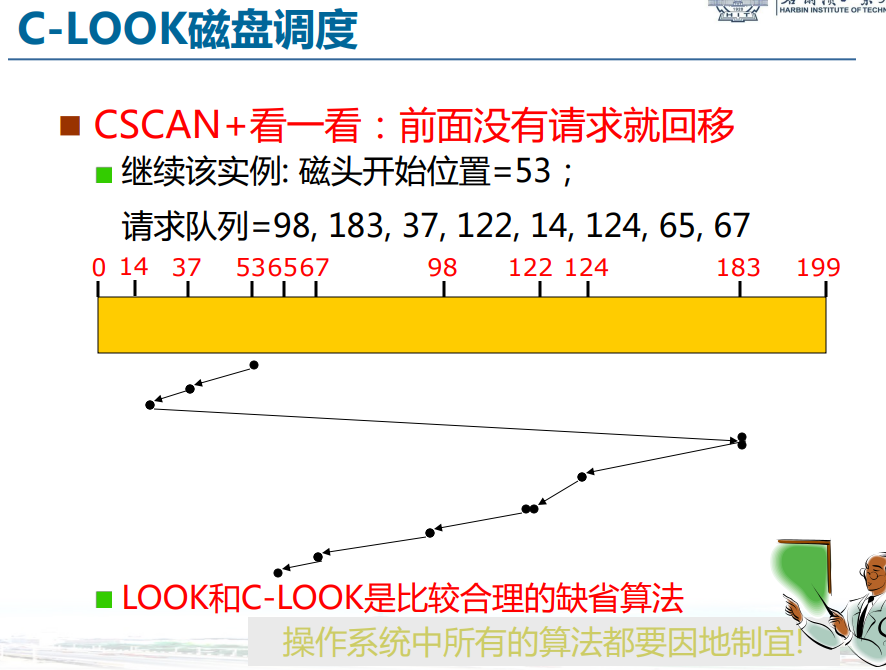 C-LOOK磁盘调度
HARBIN INSTITUTE OF TECHN
CSCAN+看一看：前面没有请求就回移
继续该实例: 磁头开始位置=53；
请求队列=98, 183, 37, 122, 14, 124, 65, 67
0 14 37 536567 98 122 124 183 199
LOOK和C-LOOK是比较合理的缺省算法
操作系统中所有的算法都要因地制宜!